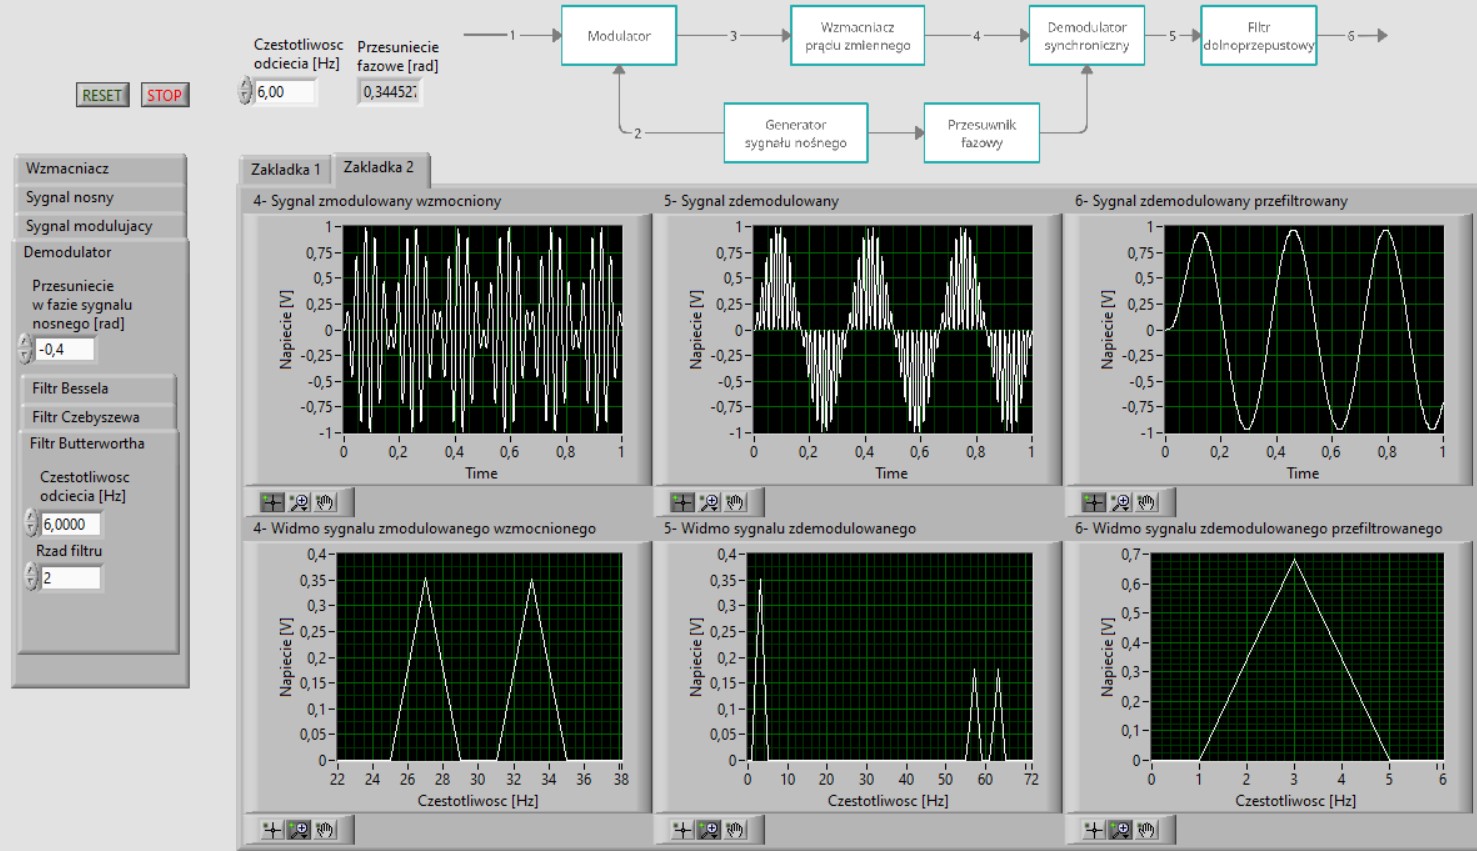 RESET
STOP
Czestotliwosc
odciecia [Hz]
6,00
Przesuniecie
fazowe [rad]
0,344527
1
Modulator
3
Wzmacniacz
prądu zmiennego
4
Demodulator
synchroniczny
5
Filtr
dolnoprzepustowy
6
2
Generator
sygnału nośnego
Przesuwnik
fazowy
Wzmacniacz
Sygnal nosny
Sygnal modulujacy
Demodulator
Przesuniecie
w fazie sygnalu
nosnego [rad]
-0,4
Filtr Bessela
Filtr Czebyszewa
Filtr Butterwortha
Czestotliwosc
odciecia [Hz]
6,0000
Rzad filtru
2
Zakladka 1
Zakladka 2
4- Sygnal zmodulowany wzmocniony
Napiecie [V]
1
0,75
0,5
0,25
0
-0,25
-0,5
-0,75
-1
0 0,2 0,4 0,6 0,8 1
Time
5- Sygnal zdemodulowany
Napiecie [V]
1
0,75
0,5
0,25
0
-0,25
-0,5
-0,75
-1
0 0,2 0,4 0,6 0,8 1
Time
6- Sygnal zdemodulowany przefiltrowany
Napiecie [V]
1
0,75
0,5
0,25
0
-0,25
-0,5
-0,75
-1
0 0,2 0,4 0,6 0,8 1
Time
4- Widmo sygnalu zmodulowanego wzmocnionego
Napiecie [V]
0,4
0,35
0,3
0,25
0,2
0,15
0,1
0,05
0
22 24 26 28 30 32 34 36 38
Czestotliwosc [Hz]
5- Widmo sygnalu zdemodulowanego
Napiecie [V]
0,4
0,35
0,3
0,25
0,2
0,15
0,1
0,05
0
0 10 20 30 40 50 60 72
Czestotliwosc [Hz]
6- Widmo sygnalu zdemodulowanego przefiltrowanego
Napiecie [V]
0,7
0,6
0,5
0,4
0,3
0,2
0,1
0
0 1 2 3 4 5 6
Czestotliwosc [Hz]